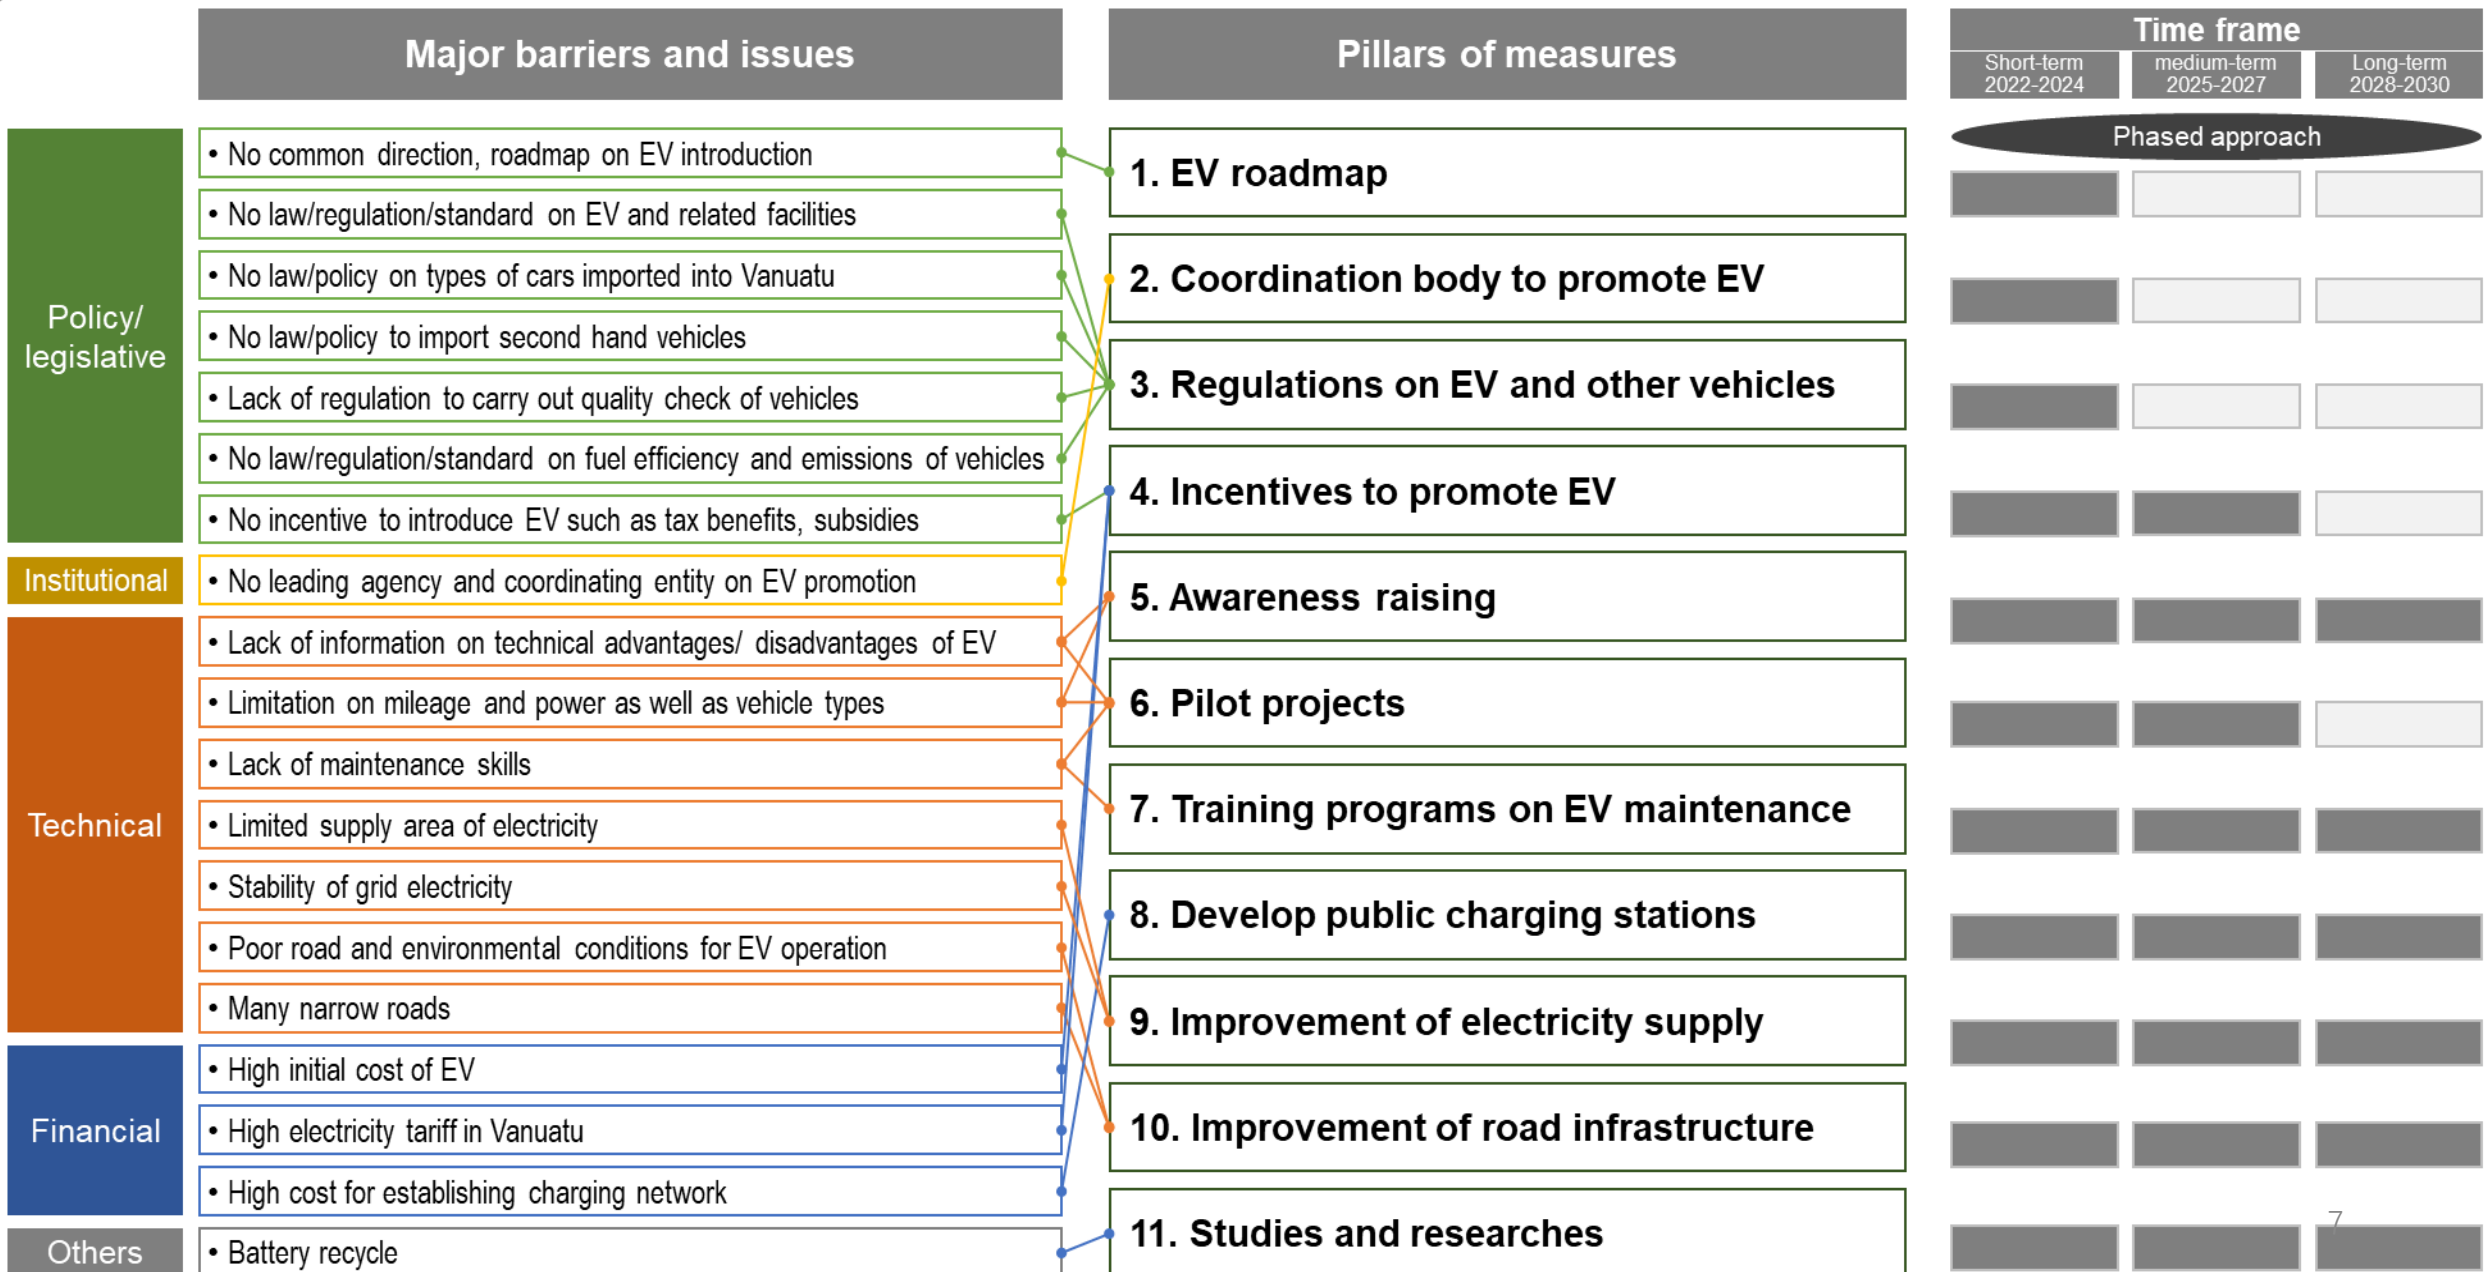 Major barriers and issues
Pillars of measures
Time frame
Short-term
2022-2024
medium-term
2025-2027
Long-term
2028-2030
Phased approach
Policy/
legislative
• No common direction, roadmap on EV introduction
• No law/regulation/standard on EV and related facilities
• No law/policy on types of cars imported into Vanuatu
• No law/policy to import second hand vehicles
• Lack of regulation to carry out quality check of vehicles
• No law/regulation/standard on fuel efficiency and emissions of vehicles
• No incentive to introduce EV such as tax benefits, subsidies
Institutional
• No leading agency and coordinating entity on EV promotion
Technical
• Lack of information on technical advantages/ disadvantages of EV
• Limitation on mileage and power as well as vehicle types
• Lack of maintenance skills
• Limited supply area of electricity
• Stability of grid electricity
• Poor road and environmental conditions for EV operation
• Many narrow roads
Financial
• High initial cost of EV
• High electricity tariff in Vanuatu
• High cost for establishing charging network
Others
• Battery recycle
1. EV roadmap
2. Coordination body to promote EV
3. Regulations on EV and other vehicles
4. Incentives to promote EV
5. Awareness raising
6. Pilot projects
7. Training programs on EV maintenance
8. Develop public charging stations
9. Improvement of electricity supply
10. Improvement of road infrastructure
11. Studies and researches
7